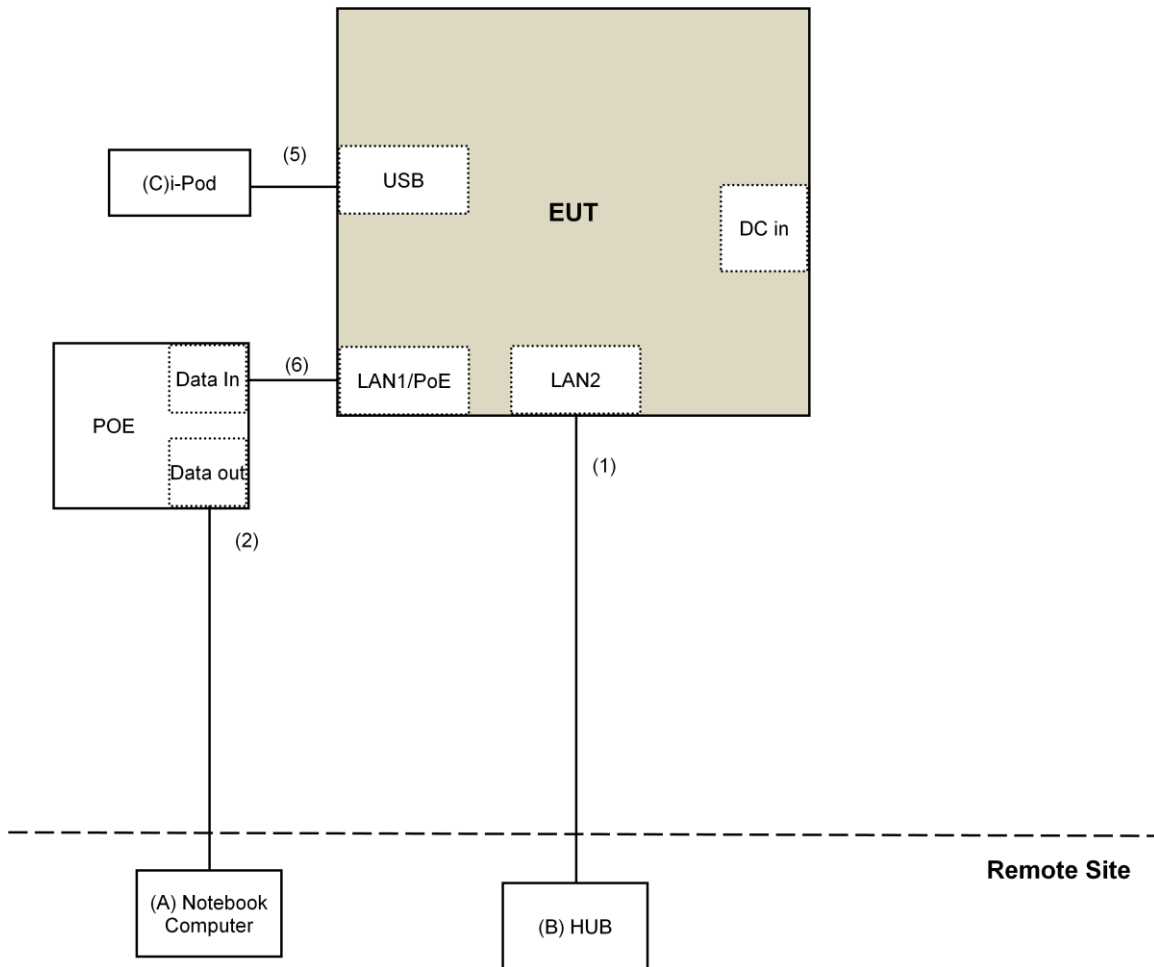 (C)i-Pod
(5)
USB
EUT
DC in
POE
Data In
Data out
(6)
LAN1/PoE
LAN2
(1)
(2)
Remote Site
(A) Notebook
Computer
(B) HUB